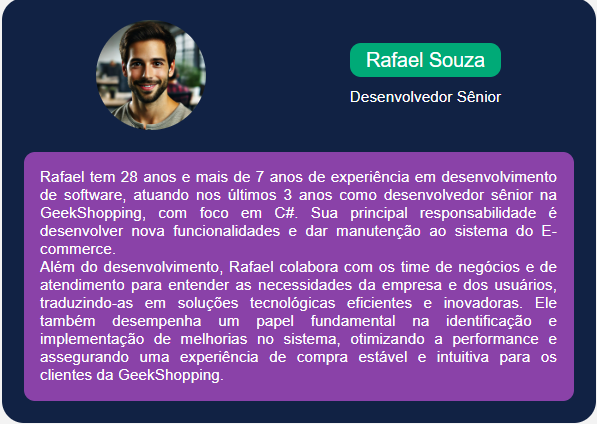 Rafael Souza
Desenvolvedor Sênior
Rafael tem 28 anos e mais de 7 anos de experiência em desenvolvimento
de software, atuando nos últimos 3 anos como desenvolvedor sênior na
GeekShopping, com foco em C#. Sua principal responsabilidade é
desenvolver nova funcionalidades e dar manutenção ao sistema do E-
commerce.
Além do desenvolvimento, Rafael colabora com os time de negócios e de
atendimento para entender as necessidades da empresa e dos usuários,
traduzindo-as em soluções tecnológicas eficientes e inovadoras. Ele
também desempenha um papel fundamental na identificação e
implementação de melhorias no sistema, otimizando a performance e
assegurando uma experiência de compra estável e intuitiva para os
clientes da GeekShopping.